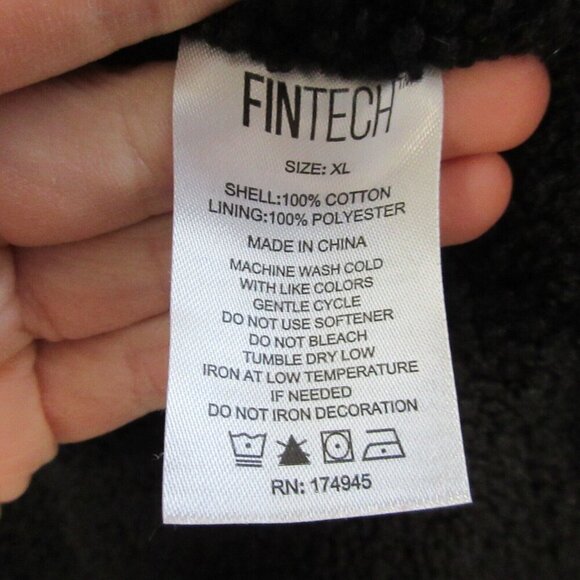 FINTECH™
SIZE: XL
SHELL:100% COTTON
LINING:100% POLYESTER
MADE IN CHINA
MACHINE WASH COLD
WITH LIKE COLORS
GENTLE CYCLE
DO NOT USE SOFTENER
DO NOT BLEACH
TUMBLE DRY LOW
IRON AT LOW TEMPERATURE
IF NEEDED
DO NOT IRON DECORATION
RN: 174945